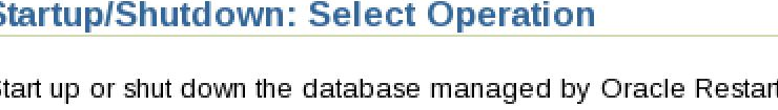 Startup/Shutdown: Select Operation
Start up or shut down the database managed by Oracle Restart